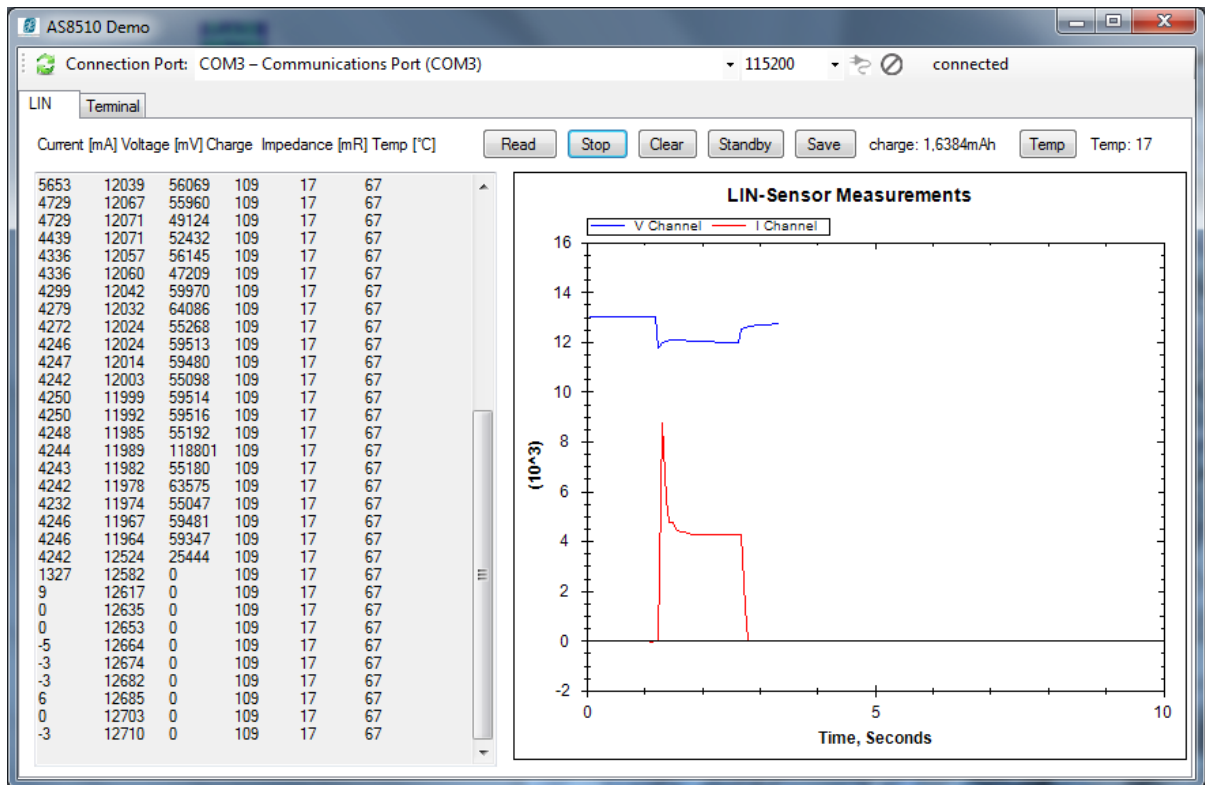 AS8510 Demo
Connection Port: COM3 – Communications Port (COM3) 115200 connected
LIN Terminal
Current [mA] Voltage [mV] Charge Impedance [mR] Temp [°C] Read Stop Clear Standby Save charge: 1,6384mAh Temp Temp: 17
5653 12039 56069 109 17 67
4729 12067 55960 109 17 67
4729 12071 49124 109 17 67
4439 12071 52432 109 17 67
4336 12057 56145 109 17 67
4336 12060 47209 109 17 67
4299 12042 59970 109 17 67
4279 12032 64086 109 17 67
4272 12024 55268 109 17 67
4246 12024 59513 109 17 67
4247 12014 59480 109 17 67
4242 12003 55098 109 17 67
4250 11999 59514 109 17 67
4250 11992 59516 109 17 67
4248 11985 55192 109 17 67
4244 11989 118801 109 17 67
4243 11982 55180 109 17 67
4242 11978 63575 109 17 67
4232 11974 55047 109 17 67
4246 11967 59481 109 17 67
4246 11964 59347 109 17 67
4242 12524 25444 109 17 67
1327 12582 0 109 17 67
9 12617 0 109 17 67
0 12635 0 109 17 67
0 12653 0 109 17 67
-5 12664 0 109 17 67
-3 12674 0 109 17 67
-3 12682 0 109 17 67
6 12685 0 109 17 67
0 12703 0 109 17 67
-3 12710 0 109 17 67
LIN-Sensor Measurements
V Channel I Channel
16
14
12
10
8
6
4
2
0
-2
(10^3)
0 5 10
Time, Seconds